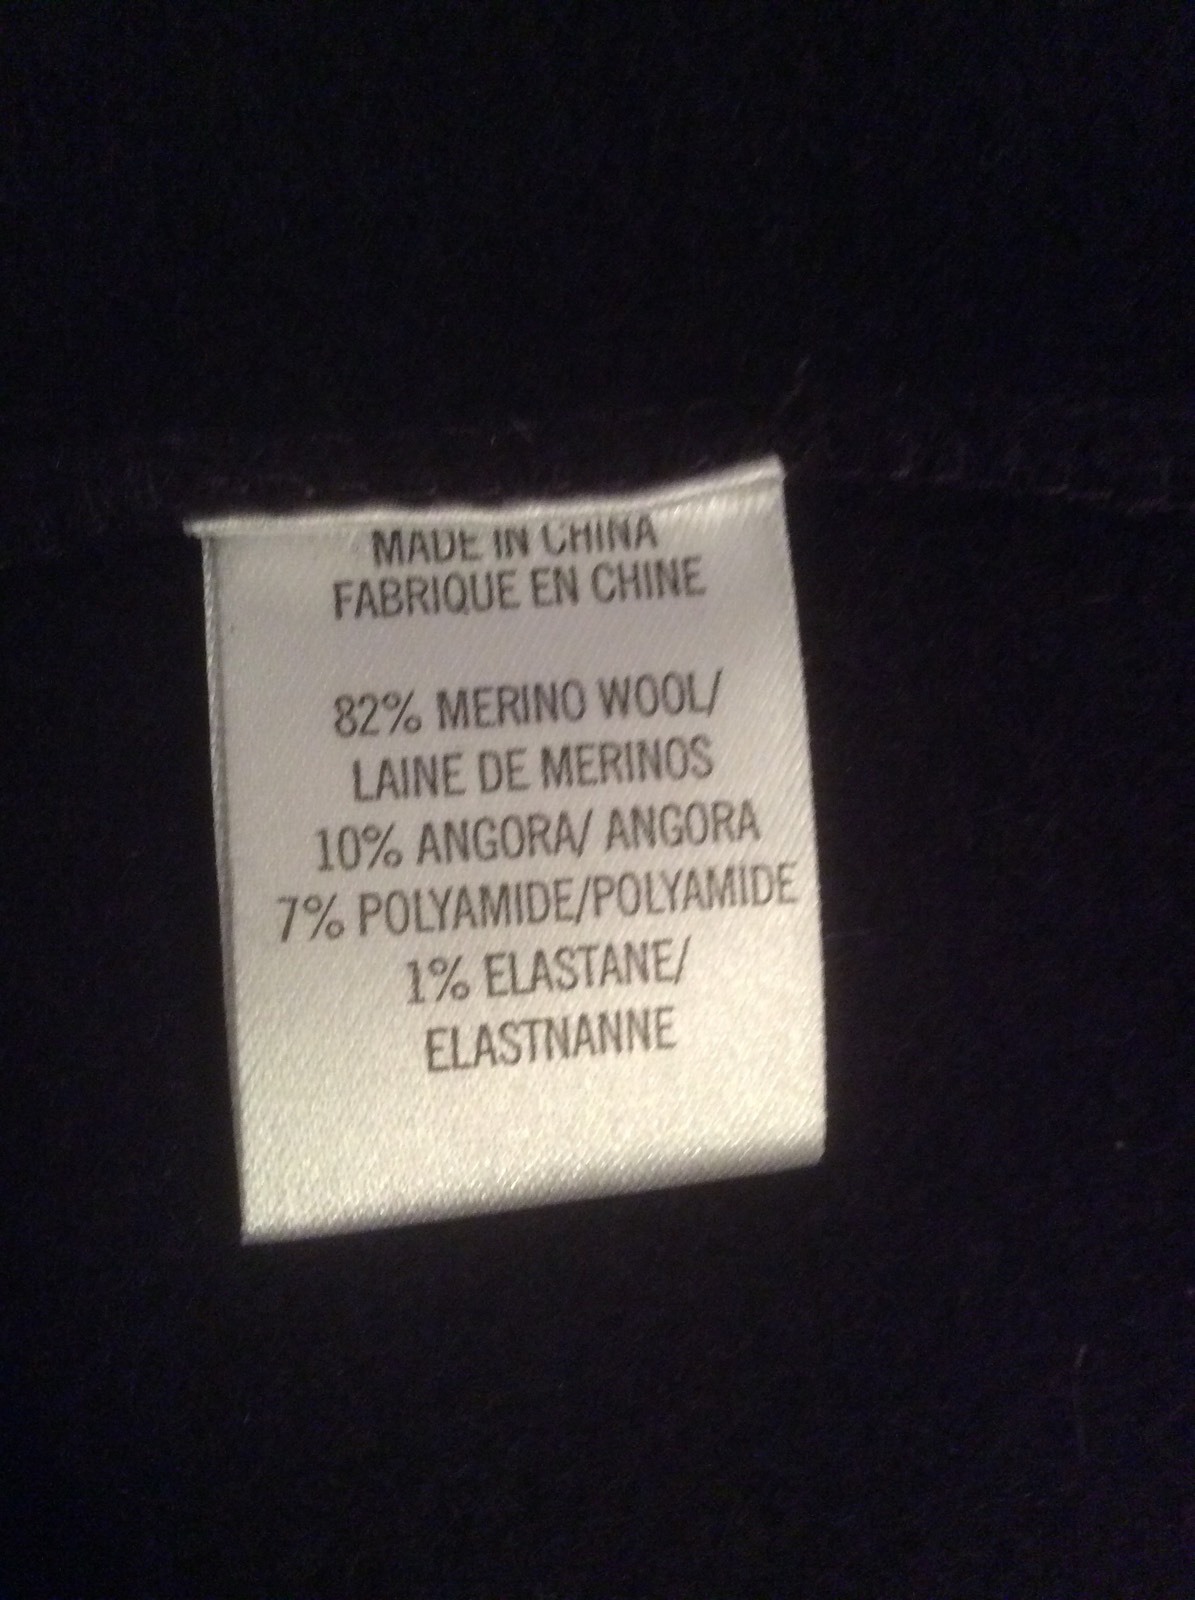 MADE IN CHINA
FABRIQUE EN CHINE
82% MERINO WOOL/
LAINE DE MERINOS
10% ANGORA/ ANGORA
7% POLYAMIDE/POLYAMIDE
1% ELASTANE/
ELASTNANNE